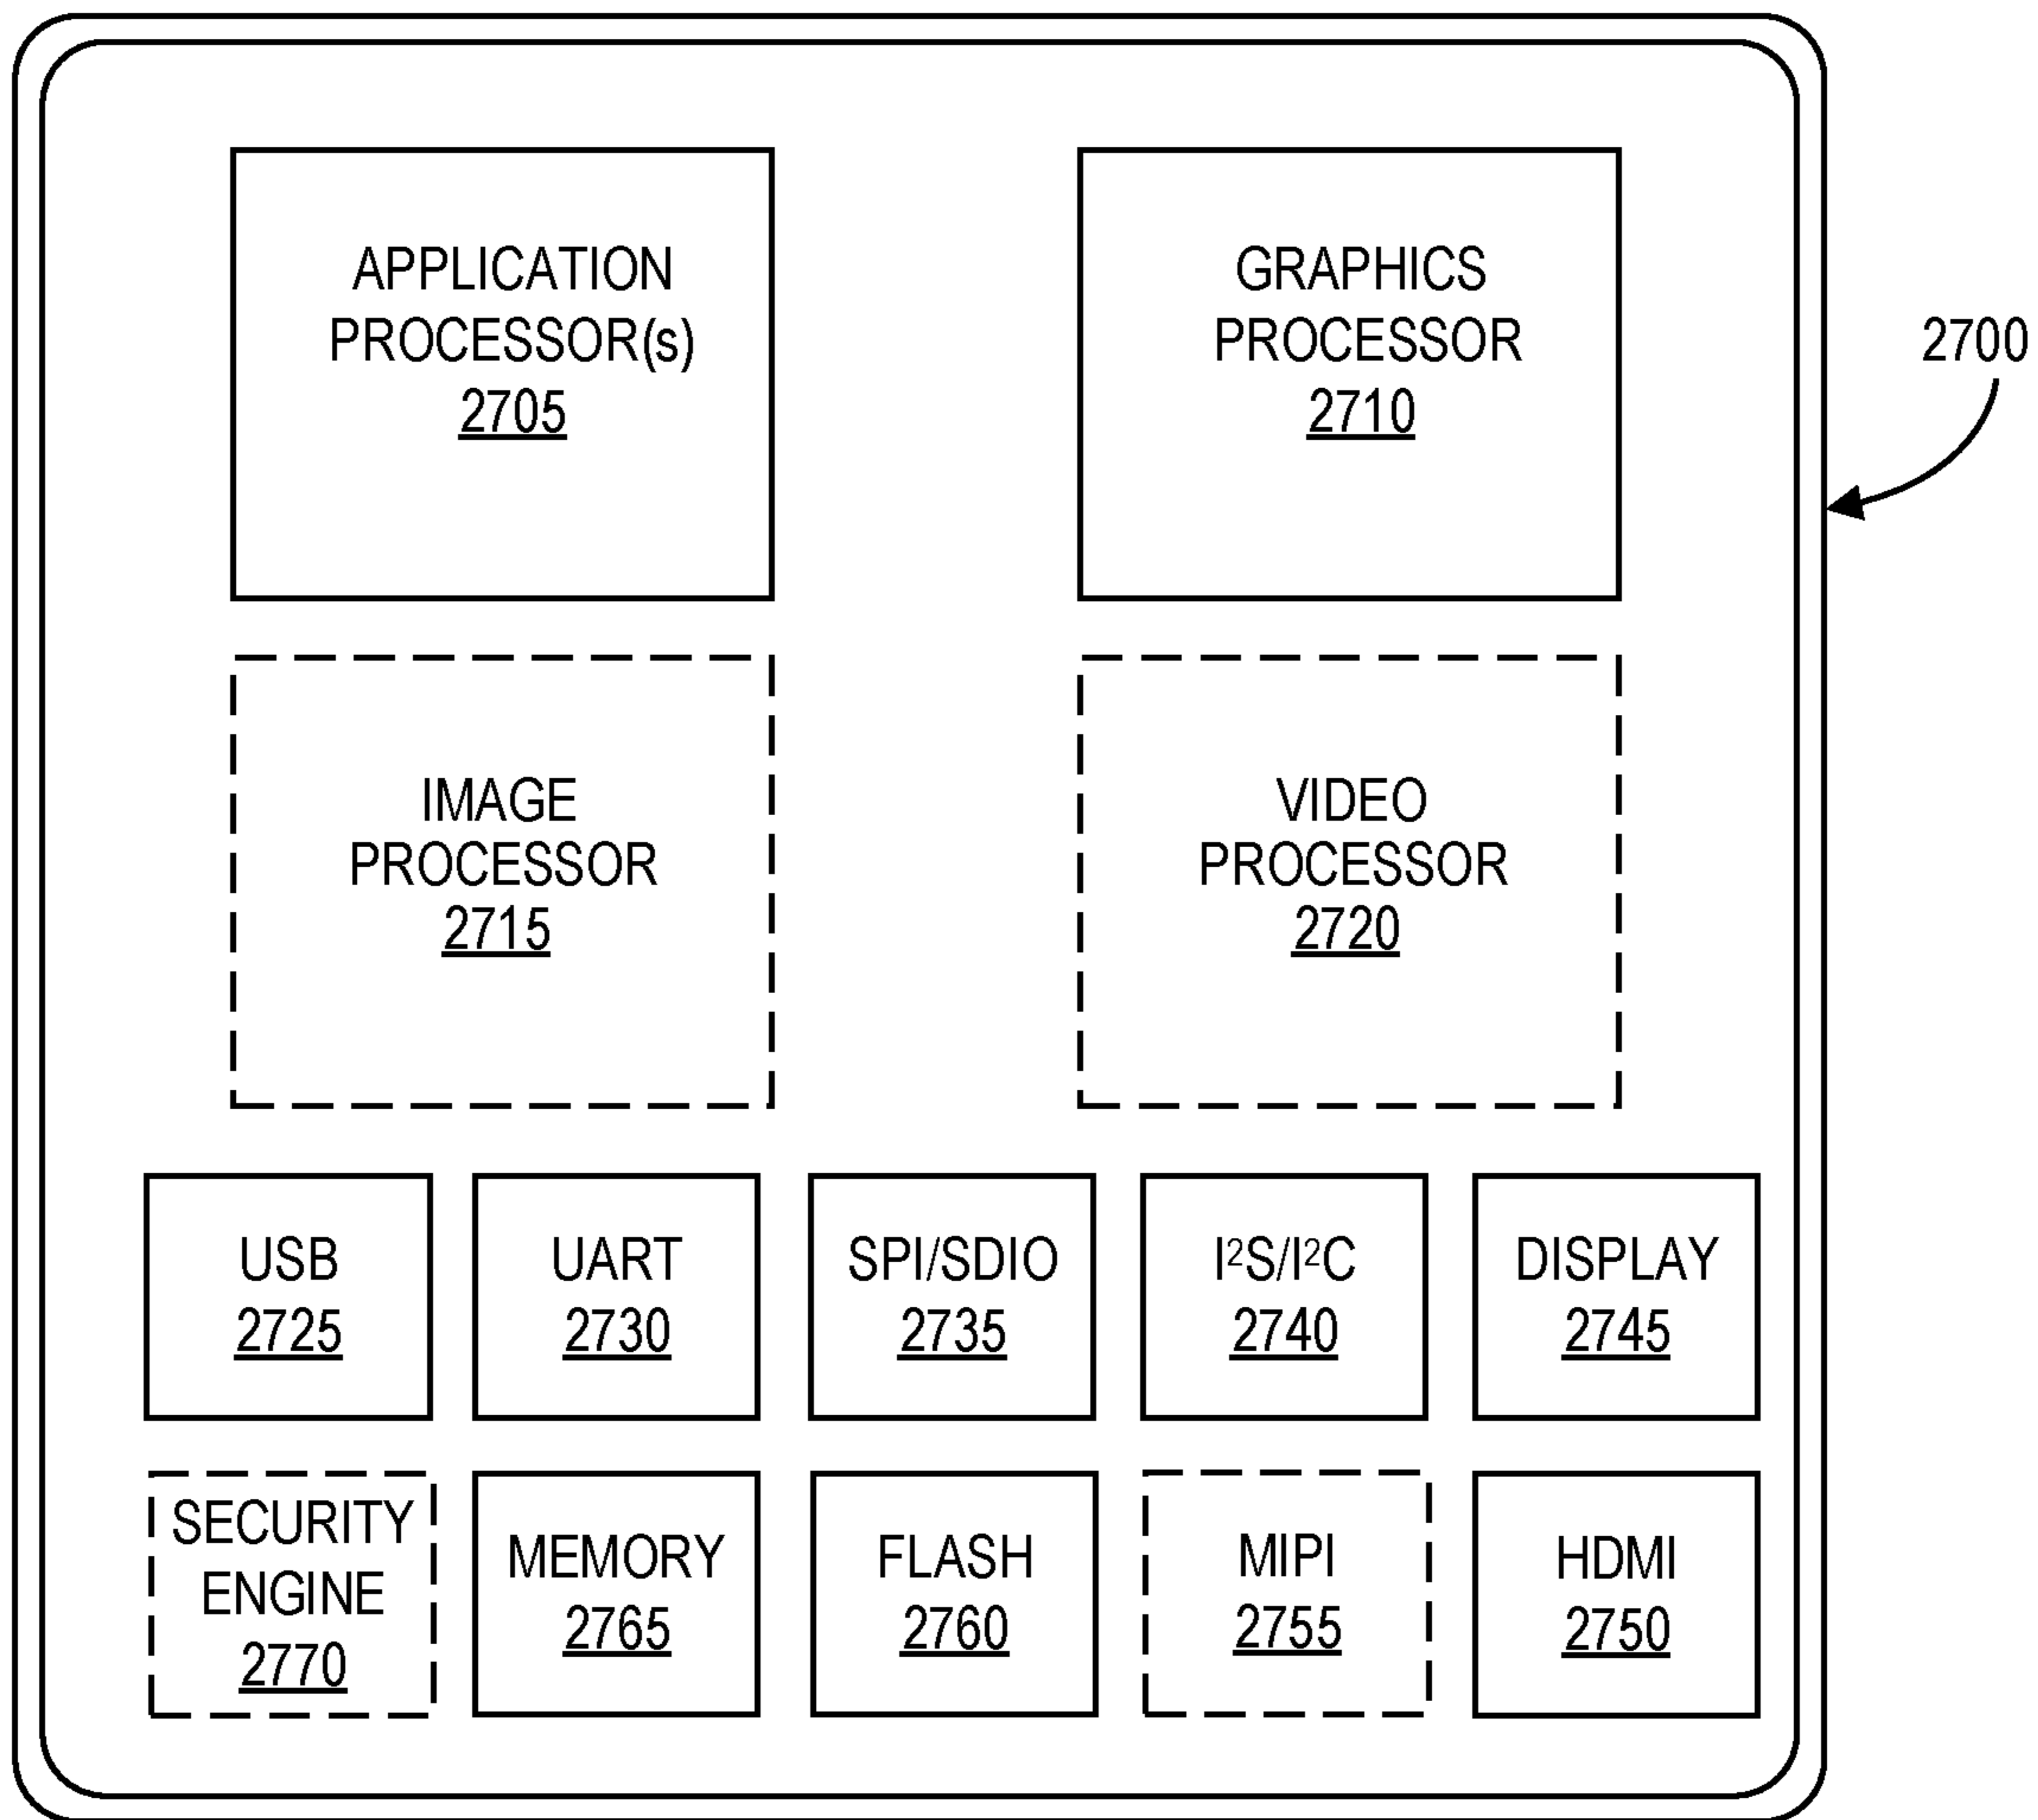 APPLICATION
PROCESSOR(s)
2705
GRAPHICS
PROCESSOR
2710
2700
IMAGE
PROCESSOR
2715
VIDEO
PROCESSOR
2720
USB
2725
UART
2730
SPI/SDIO
2735
I²S/I²C
2740
DISPLAY
2745
SECURITY
ENGINE
2770
MEMORY
2765
FLASH
2760
MIPI
2755
HDMI
2750